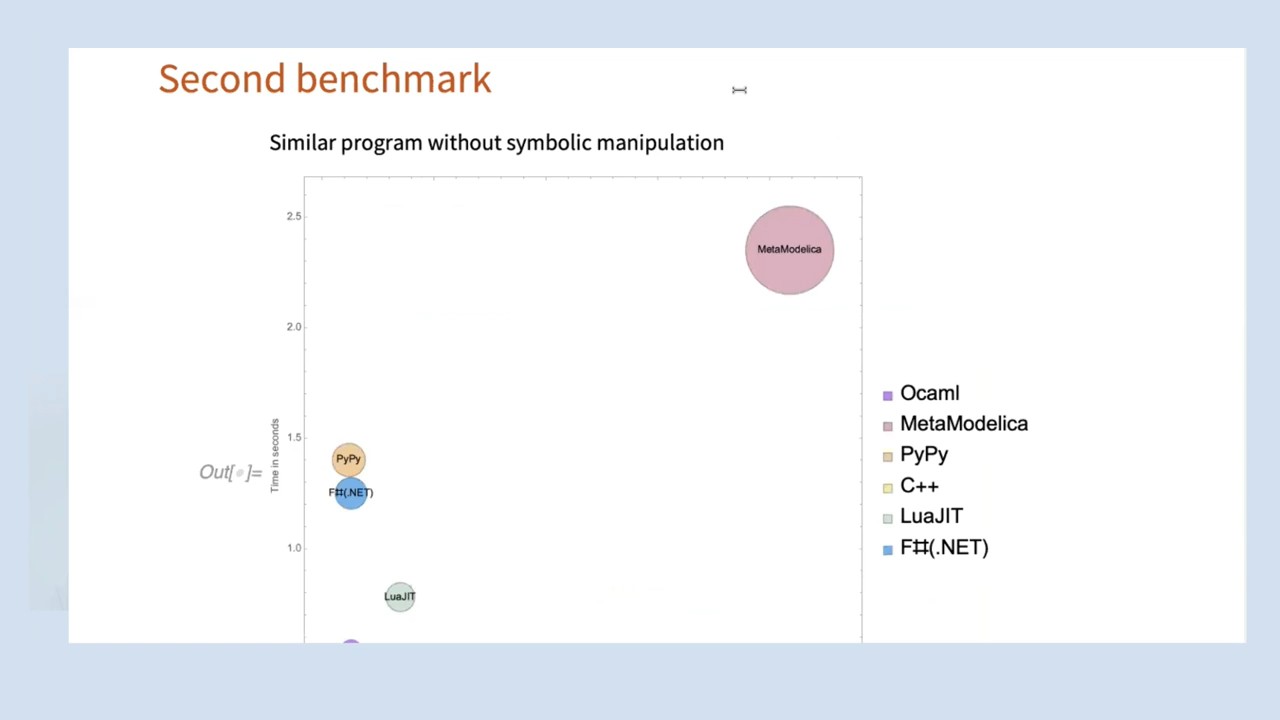 Second benchmark
Similar program without symbolic manipulation
2.5
MetaModelica
2.0
Ocaml
MetaModelica
1.5
PyPy
PyPy
Out[ ]=
Time in seconds
C++
F#(.NET)
LuaJIT
1.0
F#(.NET)
LuaJIT